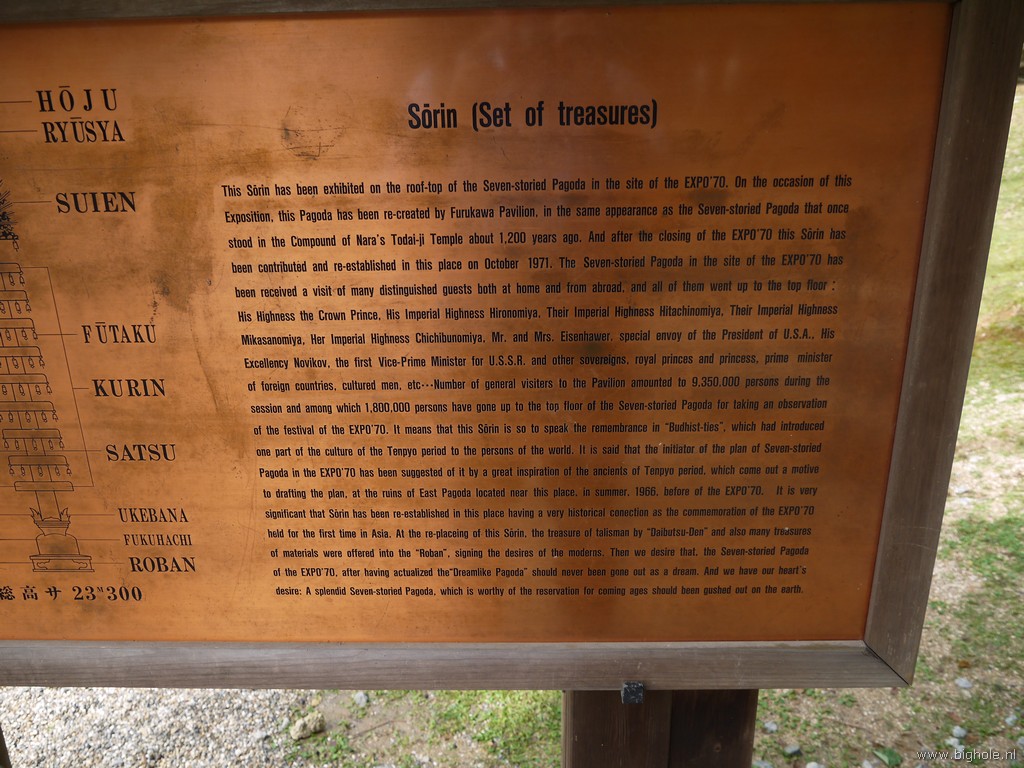 HŌJU
RYŪSYA
SUIEN
FŪTAKU
KURIN
SATSU
UKEBANA
FUKUHACHI
ROBAN
総高サ 23ᴹ300
Sōrin (Set of treasures)
This Sōrin has been exhibited on the roof-top of the Seven-storied Pagoda in the site of the EXPO'70. On the occasion of this
Exposition, this Pagoda has been re-created by Furukawa Pavilion, in the same appearance as the Seven-storied Pagoda that once
stood in the Compound of Nara's Todai-ji Temple about 1,200 years ago. And after the closing of the EXPO'70 this Sōrin has
been contributed and re-established in this place on October 1971. The Seven-storied Pagoda in the site of the EXPO'70 has
been received a visit of many distinguished guests both at home and from abroad, and all of them went up to the top floor :
His Highness the Crown Prince, His Imperial Highness Hironomiya, Their Imperial Highness Hitachinomiya, Their Imperial Highness
Mikasanomiya, Her Imperial Highness Chichibunomiya, Mr. and Mrs. Eisenhawer, special envoy of the President of U.S.A., His
Excellency Novikov, the first Vice-Prime Minister for U.S.S.R. and other sovereigns, royal princes and princess, prime minister
of foreign countries, cultured men, etc···Number of general visiters to the Pavilion amounted to 9,350,000 persons during the
session and among which 1,800,000 persons have gone up to the top floor of the Seven-storied Pagoda for taking an observation
of the festival of the EXPO'70. It means that this Sōrin is so to speak the remembrance in "Budhist-ties", which had introduced
one part of the culture of the Tenpyo period to the persons of the world. It is said that the initiator of the plan of Seven-storied
Pagoda in the EXPO'70 has been suggested of it by a great inspiration of the ancients of Tenpyo period, which come out a motive
to drafting the plan, at the ruins of East Pagoda located near this place, in summer, 1966, before of the EXPO'70. It is very
significant that Sōrin has been re-established in this place having a very historical conection as the commemoration of the EXPO'70
held for the first time in Asia. At the re-placeing of this Sōrin, the treasure of talisman by "Daibutsu-Den" and also many treasures
of materials were offered into the "Roban", signing the desires of the moderns. Then we desire that, the Seven-storied Pagoda
of the EXPO'70, after having actualized the"Dreamlike Pagoda" should never been gone out as a dream. And we have our heart's
desire: A splendid Seven-storied Pagoda, which is worthy of the reservation for coming ages should been gushed out on the earth.
www.bighole.nl